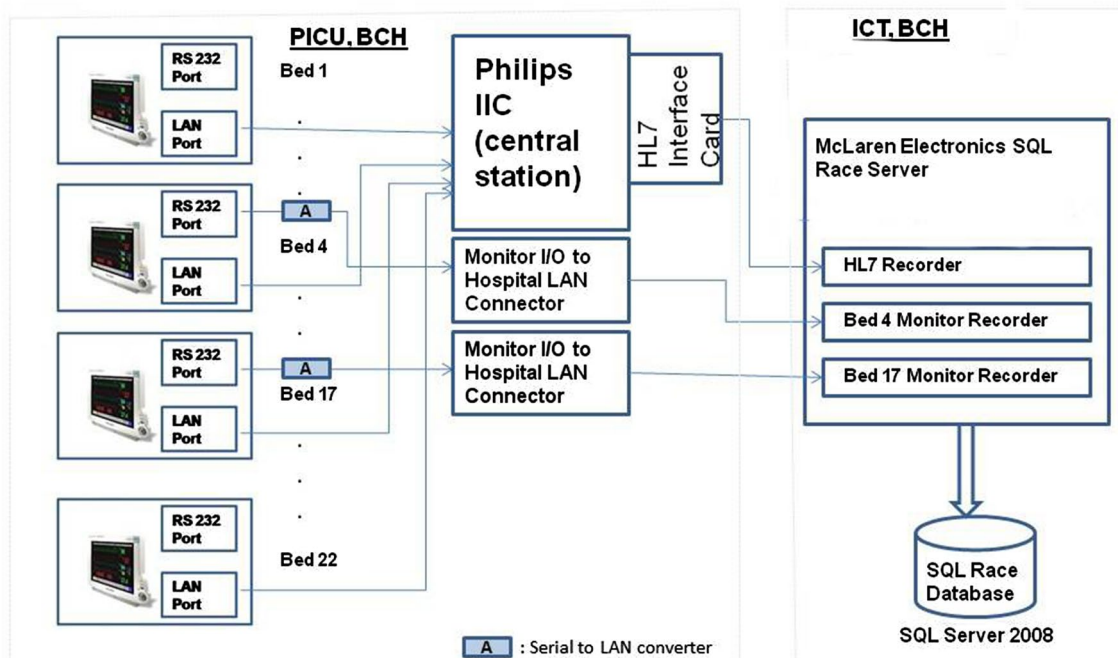 PICU, BCH
ICT, BCH
RS 232
Port
LAN
Port
Bed 1
RS 232
Port
A
Bed 4
LAN
Port
RS 232
Port
A
Bed 17
LAN
Port
RS 232
Port
Bed 22
LAN
Port
Philips
IIC
(central
station)
HL7
Interface
Card
Monitor I/O to
Hospital LAN
Connector
Monitor I/O to
Hospital LAN
Connector
McLaren Electronics SQL
Race Server
HL7 Recorder
Bed 4 Monitor Recorder
Bed 17 Monitor Recorder
SQL Race
Database
SQL Server 2008
A : Serial to LAN converter